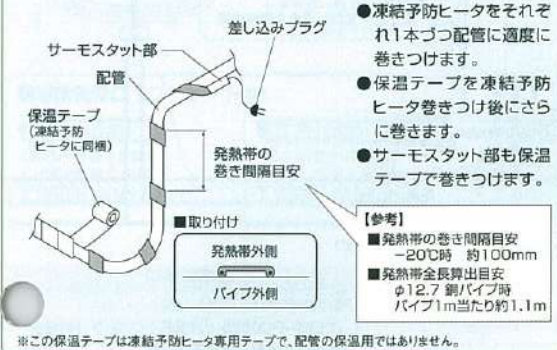 差し込みプラグ
サーモスタット部
配管
保温テープ
(凍結予防
ヒータに同梱)
発熱帯の
巻き間隔目安
■取り付け
発熱帯外側
パイプ外側
●凍結予防ヒータをそれぞ
れ1本づつ配管に適度に
巻きつけます。
●保温テープを凍結予防
ヒータ巻きつけ後にさら
に巻きます。
●サーモスタット部も保温
テープで巻きつけます。
【参考】
■発熱帯の巻き間隔目安
−20℃時 約100mm
■発熱帯全長算出目安
φ12.7 銅パイプ時
パイプ1m当たり約1.1m
※この保温テープは凍結予防ヒータ専用テープで、配管の保温用ではありません。